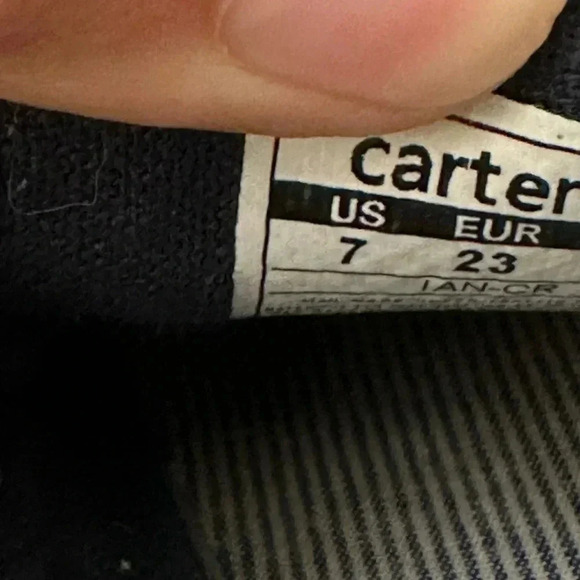 carter
US EUR
7 23
IAN-CR